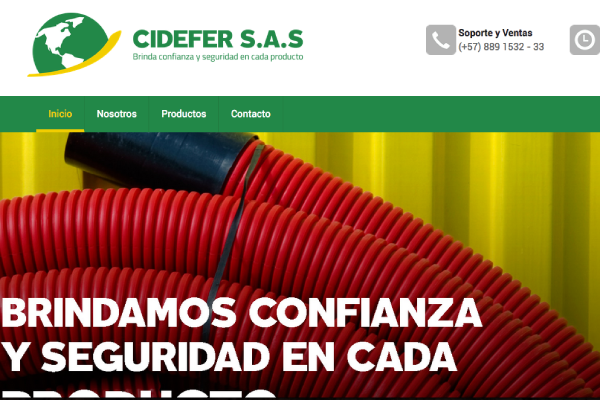 CIDEFER S.A.S
Brinda confianza y seguridad en cada producto
Soporte y Ventas
(+57) 889 1532 - 33
Inicio
Nosotros
Productos
Contacto
BRINDAMOS CONFIANZA
Y SEGURIDAD EN CADA
PRODUCTO